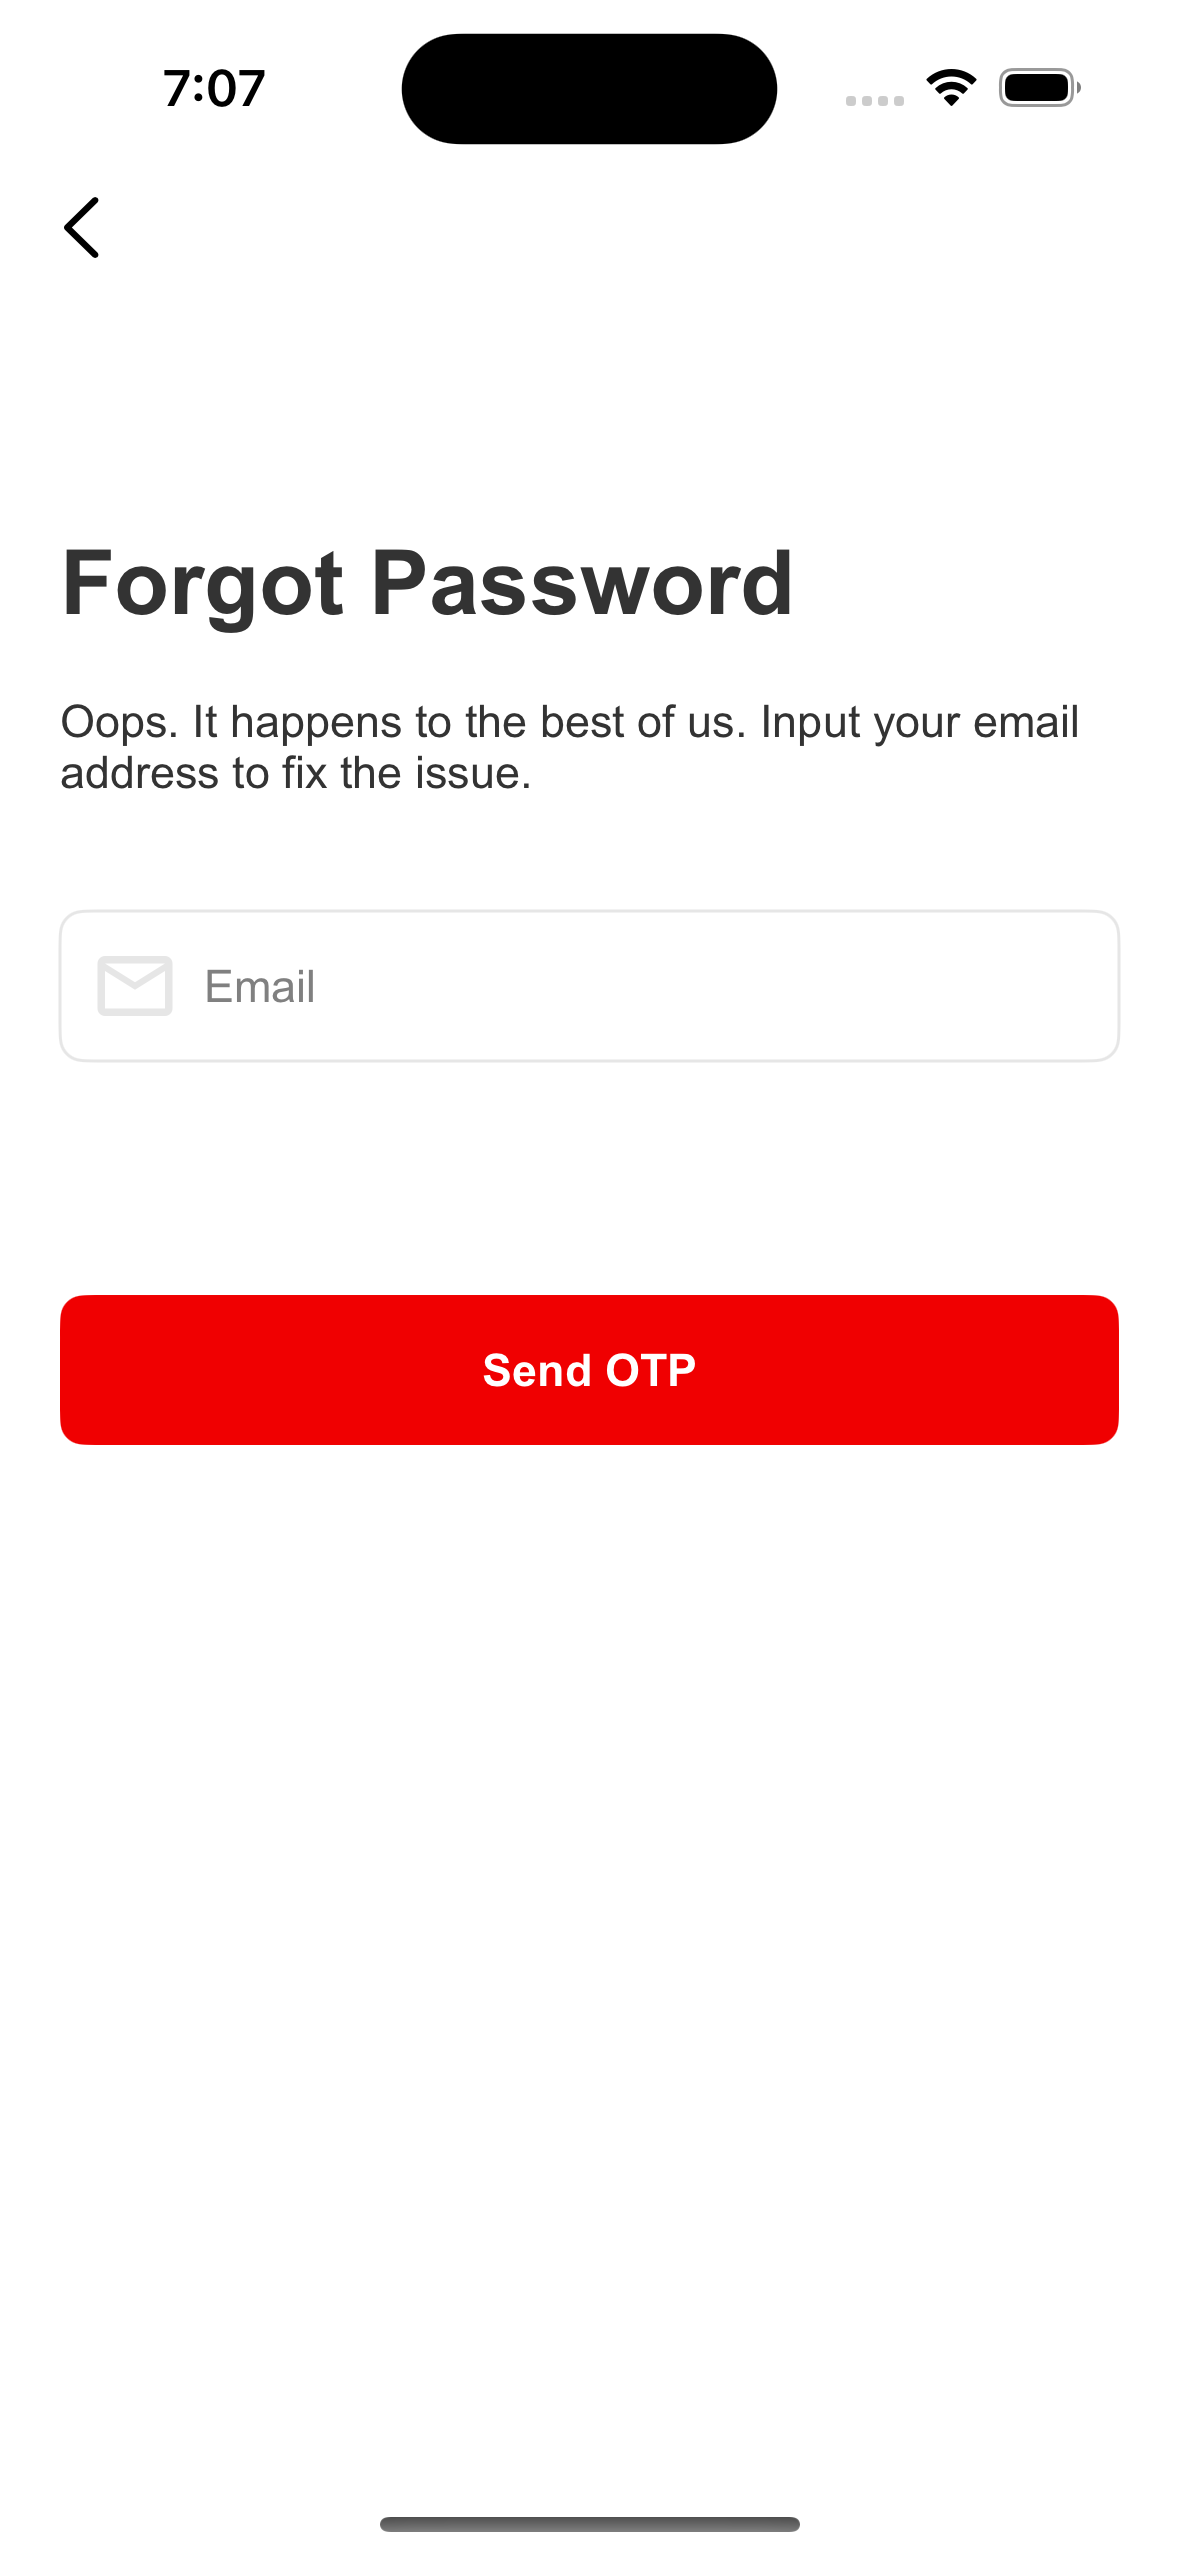 7:07
Forgot Password
Oops. It happens to the best of us. Input your email
address to fix the issue.
Email
Send OTP